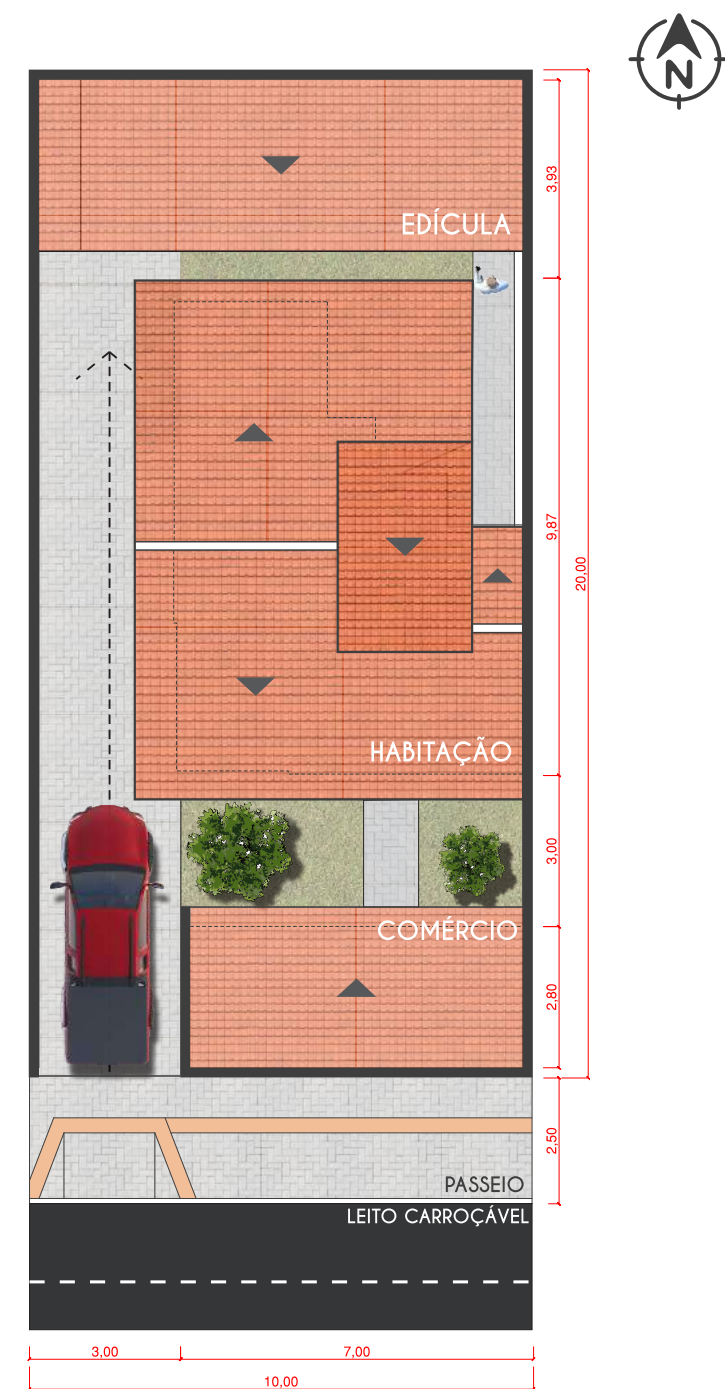 N
3,93
EDÍCULA
9,87
20,00
HABITAÇÃO
3,00
COMÉRCIO
2,80
2,50
PASSEIO
LEITO CARROÇÁVEL
3,00 7,00
10,00